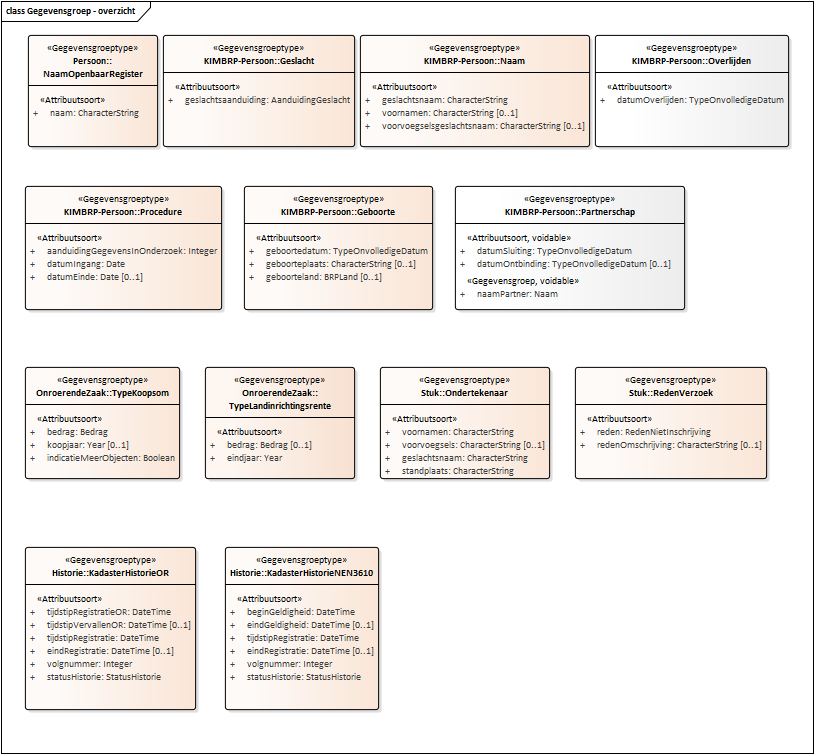 class Gegevensgroep - overzicht
«Gegevensgroeptype»
Persoon::
NaamOpenbaarRegister
«Attribuutsoort»
+ naam: CharacterString
«Gegevensgroeptype»
KIMBRP-Persoon::Geslacht
«Attribuutsoort»
+ geslachtsaanduiding: AanduidingGeslacht
«Gegevensgroeptype»
KIMBRP-Persoon::Naam
«Attribuutsoort»
+ geslachtsnaam: CharacterString
+ voornamen: CharacterString [0..1]
+ voorvoegselsgeslachtsnaam: CharacterString [0..1]
«Gegevensgroeptype»
KIMBRP-Persoon::Overlijden
«Attribuutsoort»
+ datumOverlijden: TypeOnvolledigeDatum
«Gegevensgroeptype»
KIMBRP-Persoon::Procedure
«Attribuutsoort»
+ aanduidingGegevensInOnderzoek: Integer
+ datumIngang: Date
+ datumEinde: Date [0..1]
«Gegevensgroeptype»
KIMBRP-Persoon::Geboorte
«Attribuutsoort»
+ geboortedatum: TypeOnvolledigeDatum
+ geboorteplaats: CharacterString [0..1]
+ geboorteland: BRPLand [0..1]
«Gegevensgroeptype»
KIMBRP-Persoon::Partnerschap
«Attribuutsoort, voidable»
+ datumSluiting: TypeOnvolledigeDatum
+ datumOntbinding: TypeOnvolledigeDatum [0..1]
«Gegevensgroep, voidable»
+ naamPartner: Naam
«Gegevensgroeptype»
OnroerendeZaak::TypeKoopsom
«Attribuutsoort»
+ bedrag: Bedrag
+ koopjaar: Year [0..1]
+ indicatieMeerObjecten: Boolean
«Gegevensgroeptype»
OnroerendeZaak::
TypeLandinrichtingsrente
«Attribuutsoort»
+ bedrag: Bedrag [0..1]
+ eindjaar: Year
«Gegevensgroeptype»
Stuk::Ondertekenaar
«Attribuutsoort»
+ voornamen: CharacterString
+ voorvoegsels: CharacterString [0..1]
+ geslachtsnaam: CharacterString
+ standplaats: CharacterString
«Gegevensgroeptype»
Stuk::RedenVerzoek
«Attribuutsoort»
+ reden: RedenNietInschrijving
+ redenOmschrijving: CharacterString [0..1]
«Gegevensgroeptype»
Historie::KadasterHistorieOR
«Attribuutsoort»
+ tijdstipRegistratieOR: DateTime
+ tijdstipVervallenOR: DateTime [0..1]
+ tijdstipRegistratie: DateTime
+ eindRegistratie: DateTime [0..1]
+ volgnummer: Integer
+ statusHistorie: StatusHistorie
«Gegevensgroeptype»
Historie::KadasterHistorieNEN3610
«Attribuutsoort»
+ beginGeldigheid: DateTime
+ eindGeldigheid: DateTime [0..1]
+ tijdstipRegistratie: DateTime
+ eindRegistratie: DateTime [0..1]
+ volgnummer: Integer
+ statusHistorie: StatusHistorie